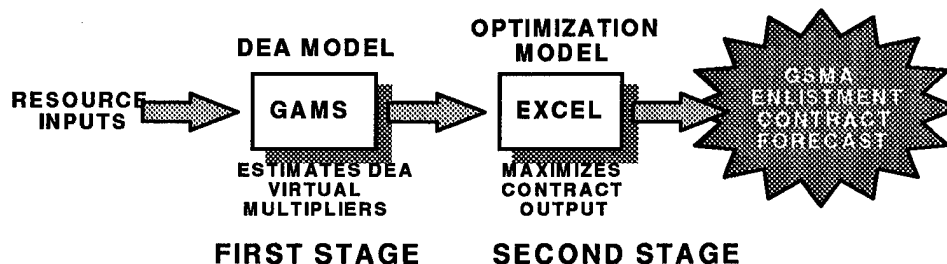 DEA MODEL
OPTIMIZATION
MODEL
RESOURCE
INPUTS
GAMS
EXCEL
GSMA
ENLISTMENT
CONTRACT
FORECAST
ESTIMATES DEA
VIRTUAL
MULTIPLIERS
MAXIMIZES
CONTRACT
OUTPUT
FIRST STAGE
SECOND STAGE